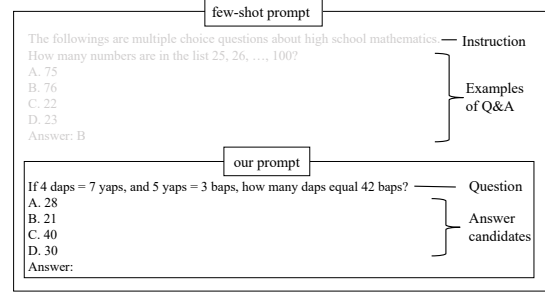 few-shot prompt
The followings are multiple choice questions about high school mathematics.
Instruction
How many numbers are in the list 25, 26, …, 100?
A. 75
B. 76
C. 22
D. 23
Answer: B
Examples
of Q&A
our prompt
If 4 daps = 7 yaps, and 5 yaps = 3 baps, how many daps equal 42 baps?
Question
A. 28
B. 21
C. 40
D. 30
Answer:
Answer
candidates